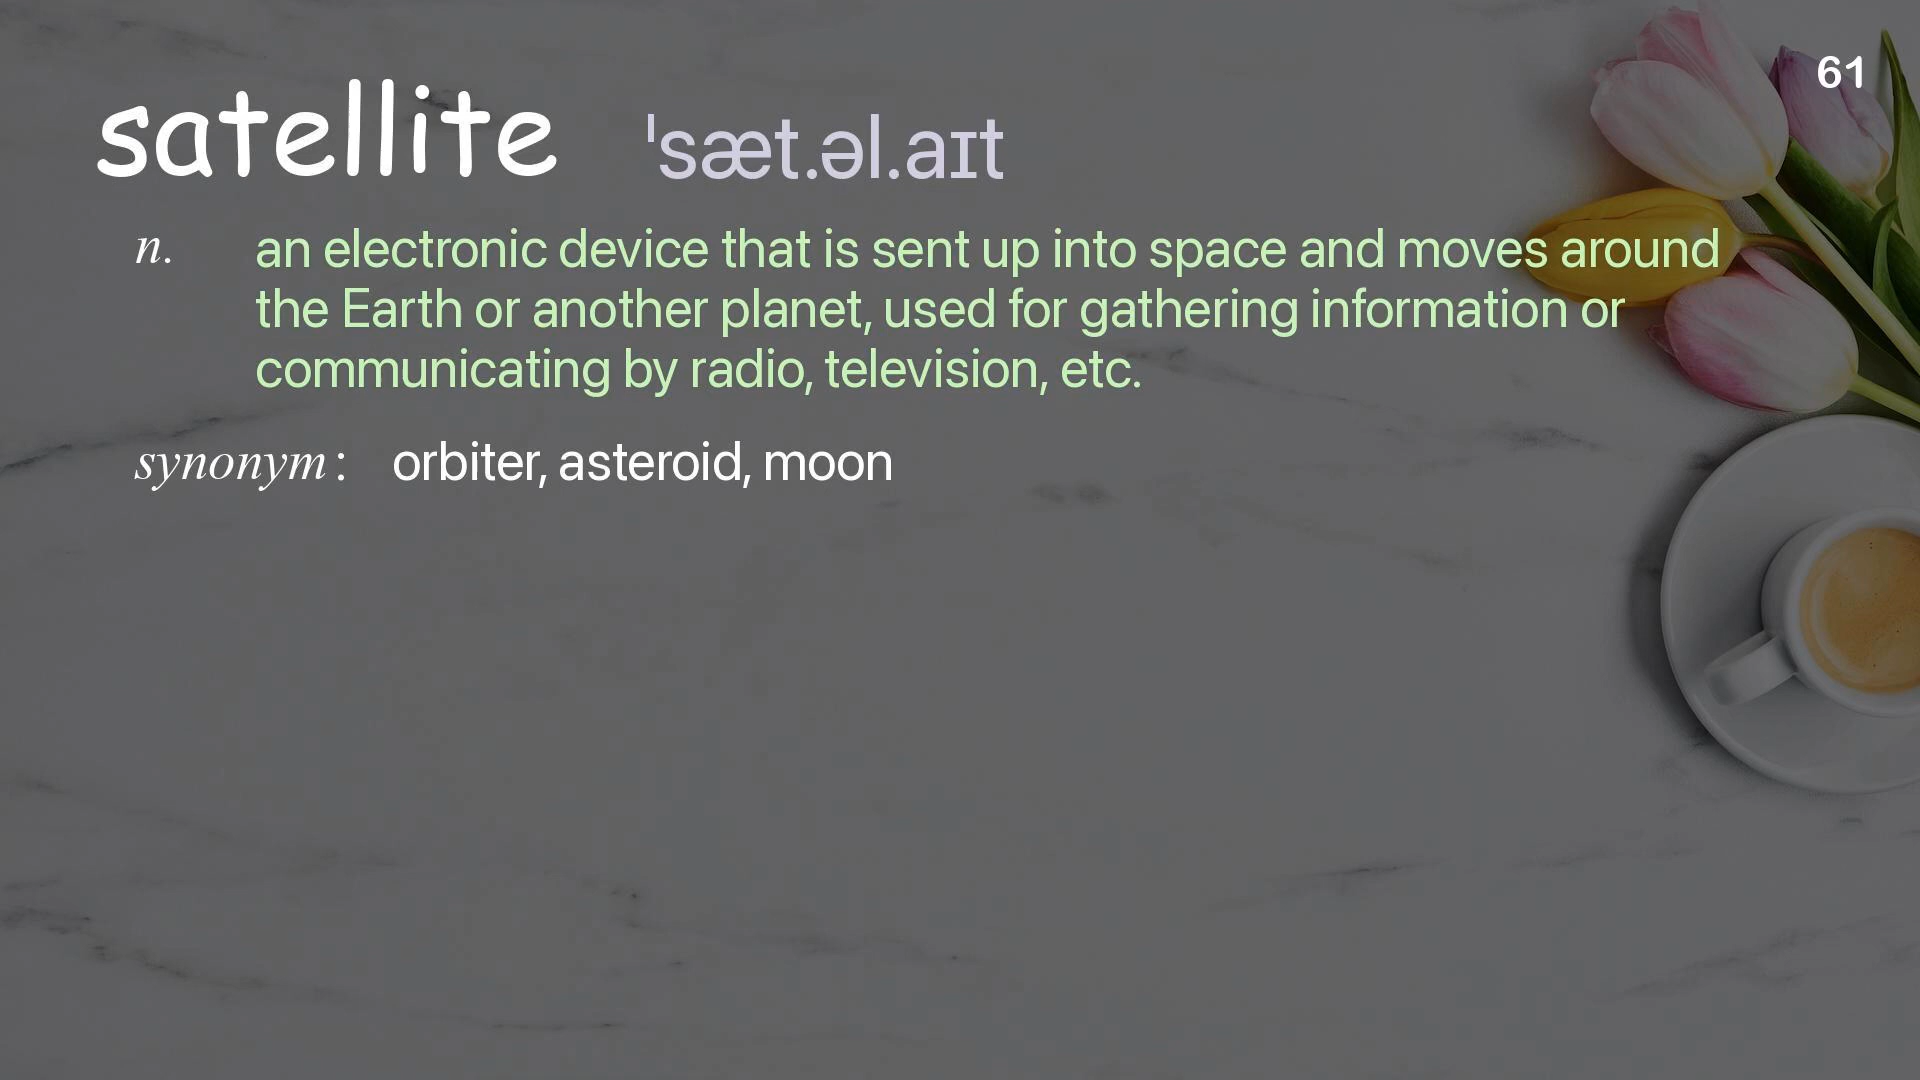 61
satellite ˈsæt.əl.aɪt
n. an electronic device that is sent up into space and moves around
the Earth or another planet, used for gathering information or
communicating by radio, television, etc.
synonym: orbiter, asteroid, moon